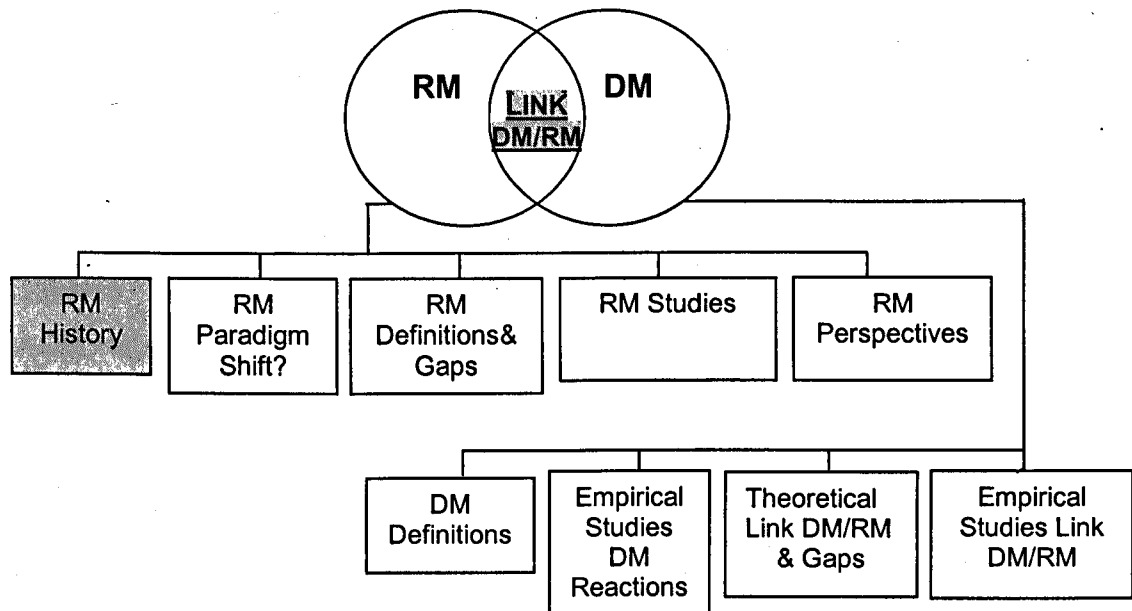 RM
DM
LINK
DM/RM
RM
History
RM
Paradigm
Shift?
RM
Definitions&
Gaps
RM Studies
RM
Perspectives
DM
Definitions
Empirical
Studies
DM
Reactions
Theoretical
Link DM/RM
& Gaps
Empirical
Studies Link
DM/RM